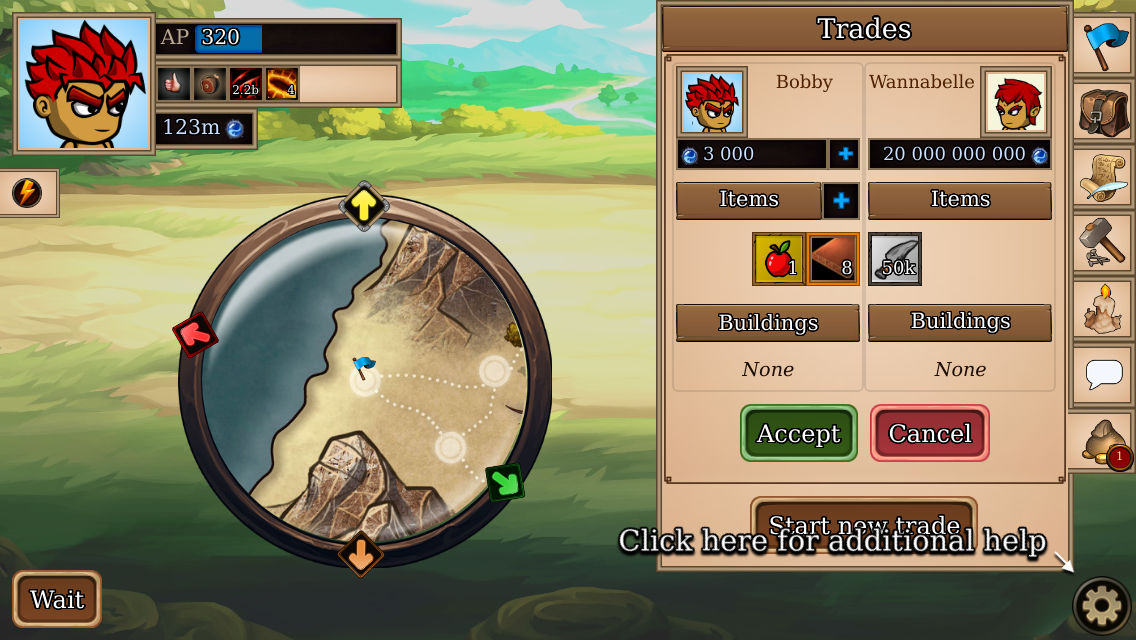 AP 320
2.2b
4
123m
Trades
Bobby
Wannabelle
3 000
20 000 000 000
Items
Items
1
8
50k
Buildings
Buildings
None
None
Accept
Cancel
1
Start new trade
Click here for additional help
Wait